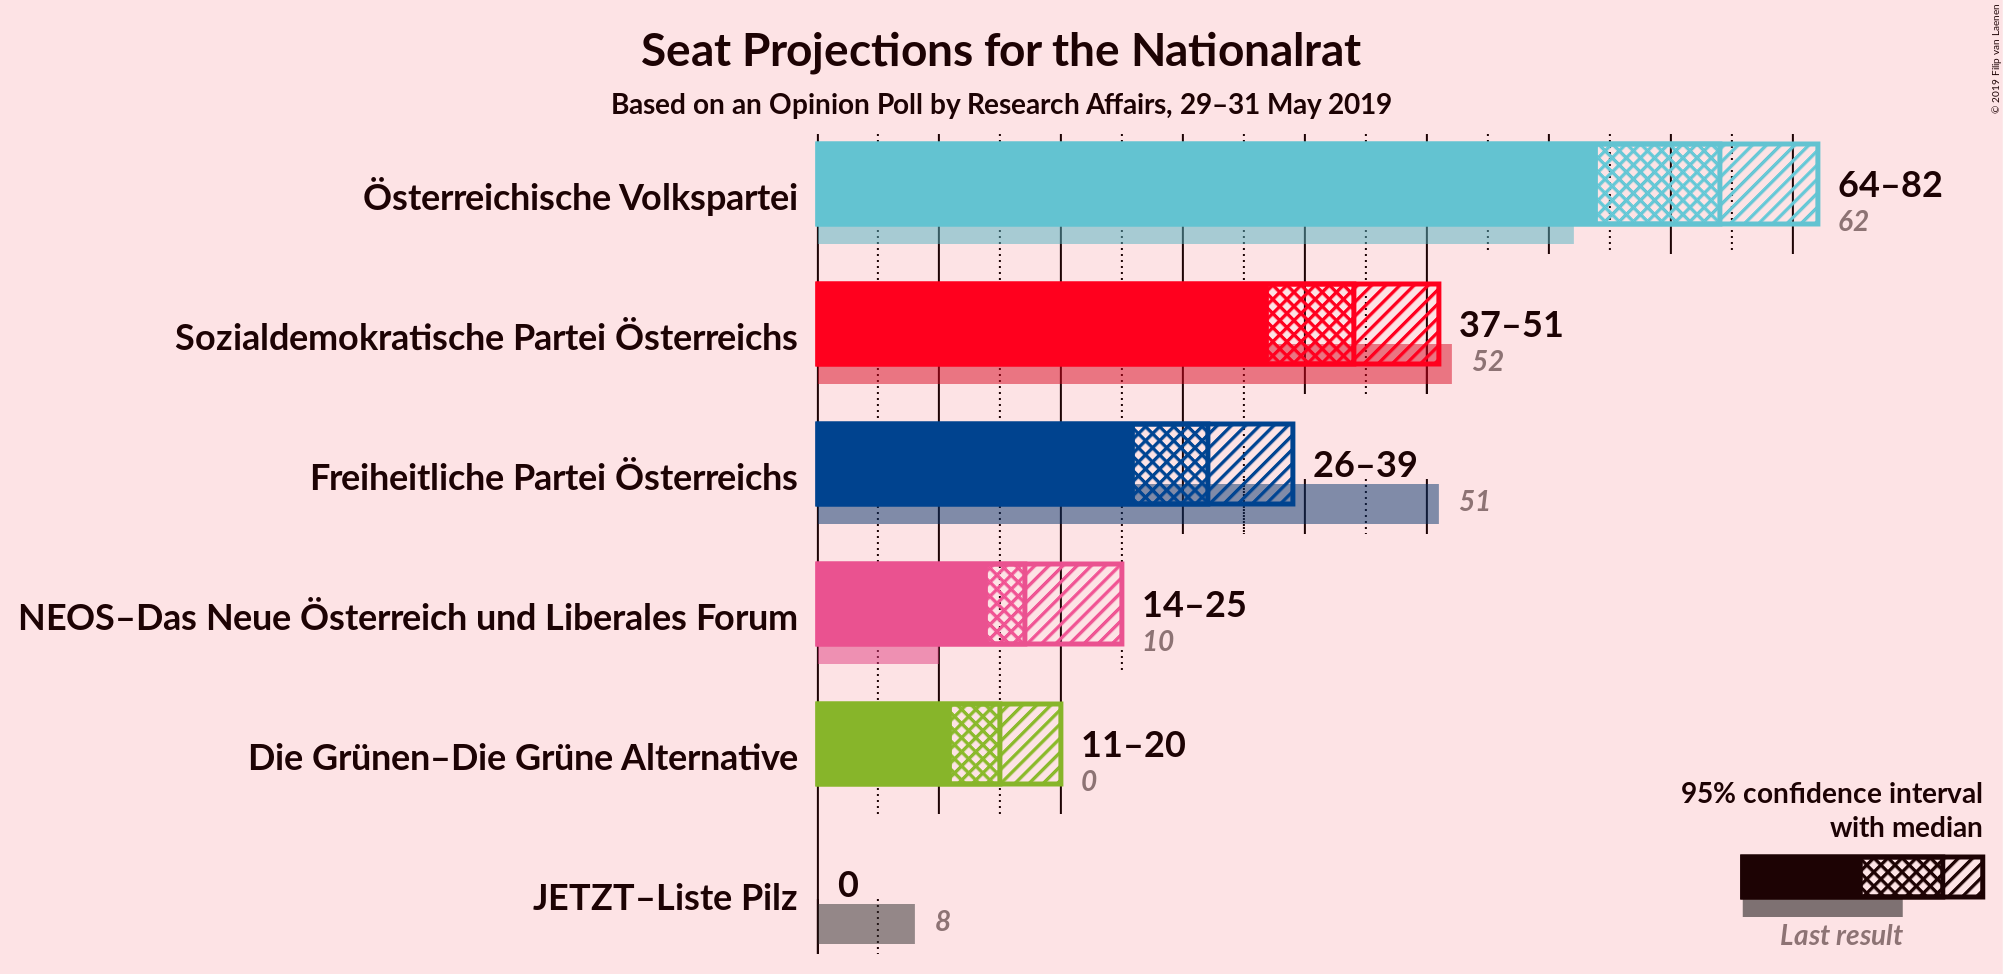 Seat Projections for the Nationalrat
Based on an Opinion Poll by Research Affairs, 29–31 May 2019
© 2019 Filip van Laenen
Österreichische Volkspartei
64–82
62
Sozialdemokratische Partei Österreichs
37–51
52
Freiheitliche Partei Österreichs
26–39
51
NEOS–Das Neue Österreich und Liberales Forum
14–25
10
Die Grünen–Die Grüne Alternative
11–20
0
JETZT–Liste Pilz
0
8
95% confidence interval
with median
Last result